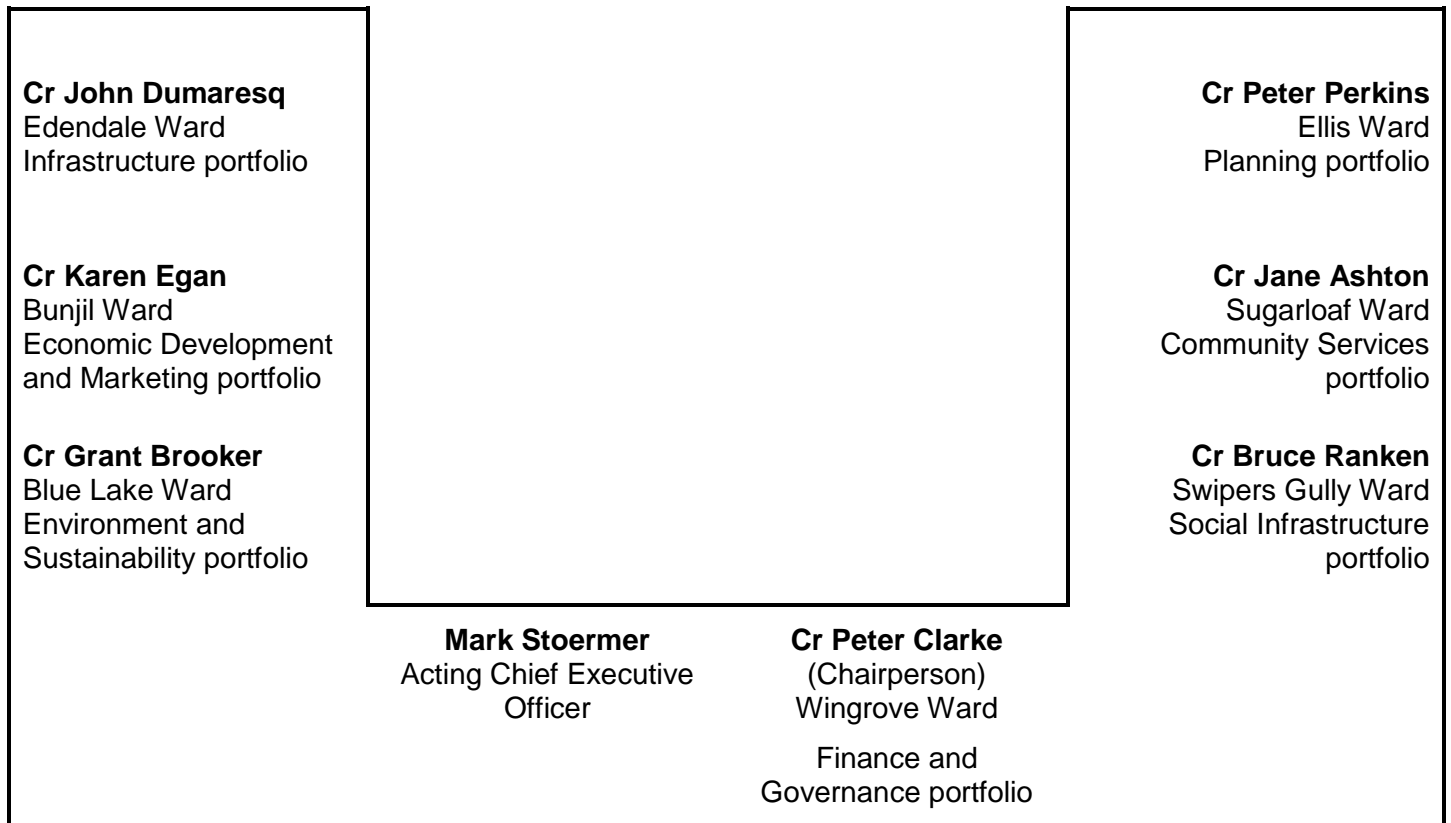 Cr John Dumaresq
Edendale Ward
Infrastructure portfolio
Cr Karen Egan
Bunjil Ward
Economic Development
and Marketing portfolio
Cr Grant Brooker
Blue Lake Ward
Environment and
Sustainability portfolio
Cr Peter Perkins
Ellis Ward
Planning portfolio
Cr Jane Ashton
Sugarloaf Ward
Community Services
portfolio
Cr Bruce Ranken
Swipers Gully Ward
Social Infrastructure
portfolio
Mark Stoermer
Acting Chief Executive
Officer
Cr Peter Clarke
(Chairperson)
Wingrove Ward
Finance and
Governance portfolio